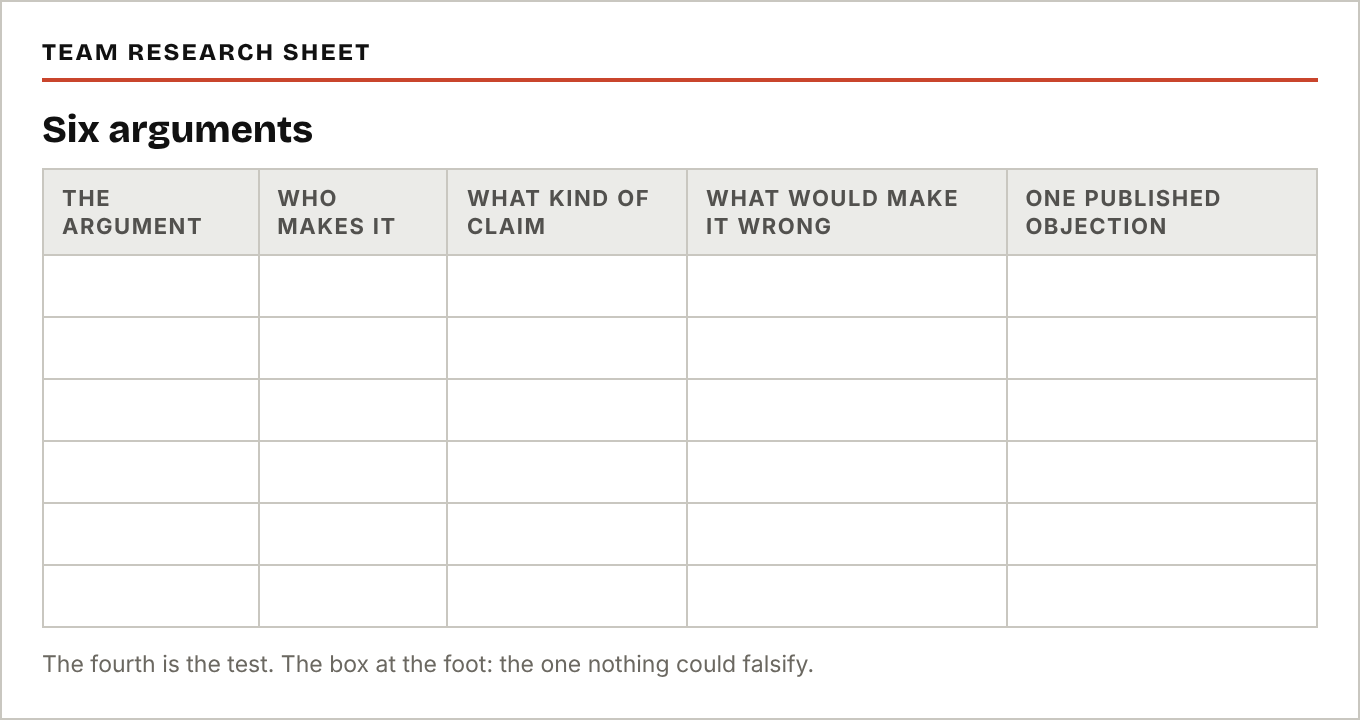 TEAM RESEARCH SHEET
Six arguments
THE
ARGUMENT
WHO
MAKES IT
WHAT KIND OF
CLAIM
WHAT WOULD MAKE
IT WRONG
ONE PUBLISHED
OBJECTION
The fourth is the test. The box at the foot: the one nothing could falsify.